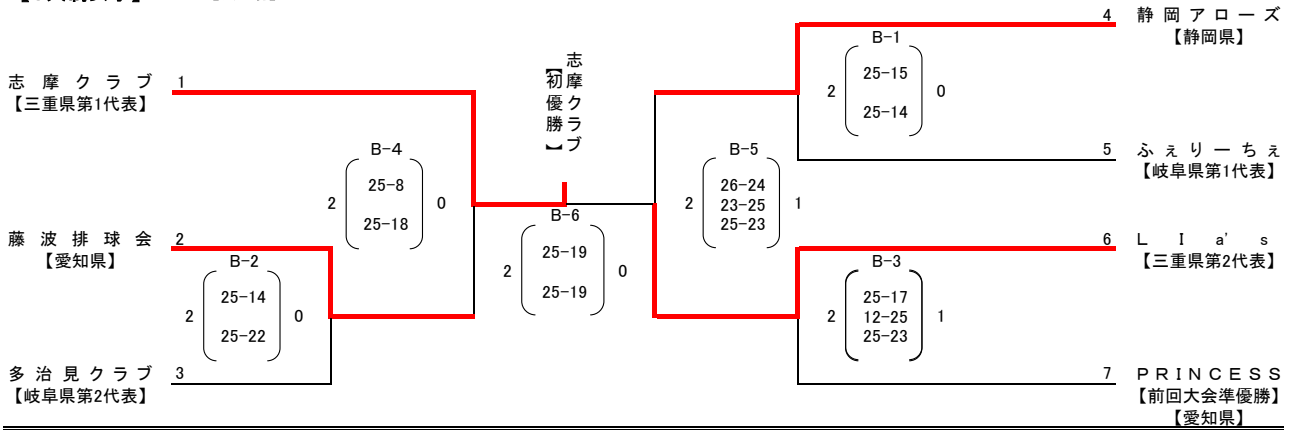 志摩クラブ 1
【三重県第1代表】
藤波排球会 2
【愛知県】
多治見クラブ 3
【岐阜県第2代表】
B-2
2 25-14 0
25-22
B-4
2 25-8 0
25-18
志摩クラブ
【初優勝】
B-6
2 25-19 0
25-19
B-5
26-24
2 23-25 1
25-23
B-1
2 25-15 0
25-14
B-3
25-17
2 12-25 1
25-23
4 静岡アローズ
【静岡県】
5 ふぇりーちぇ
【岐阜県第1代表】
6 LIa's
【三重県第2代表】
7 PRINCESS
【前回大会準優勝】
【愛知県】